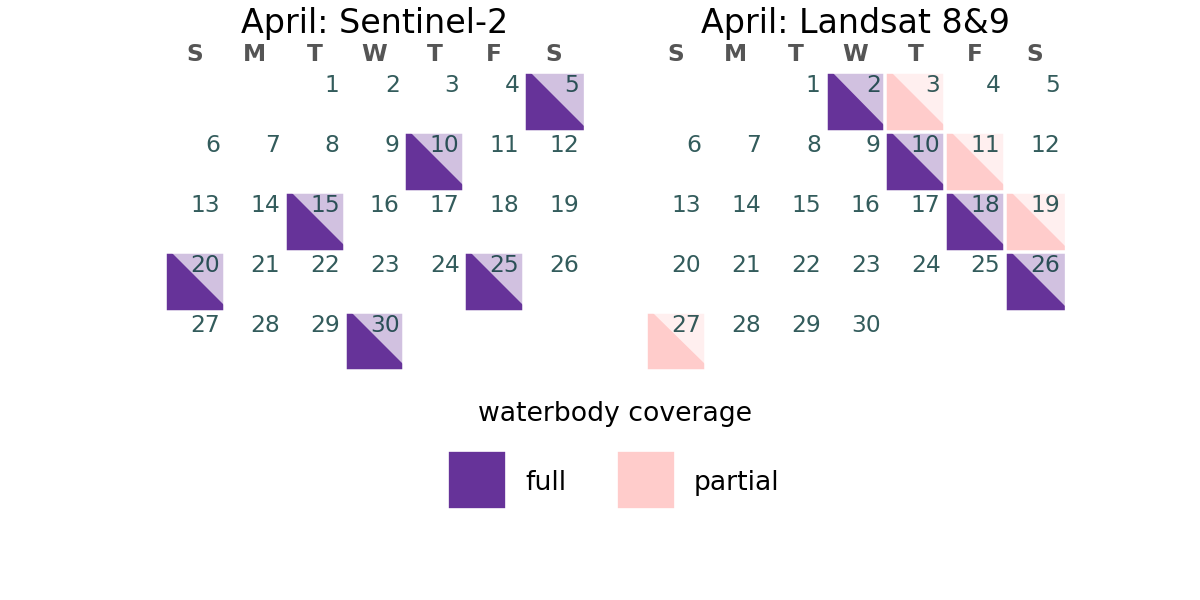 April: Sentinel-2
S M T W T F S
1 2 3 4 5
6 7 8 9 10 11 12
13 14 15 16 17 18 19
20 21 22 23 24 25 26
27 28 29 30
April: Landsat 8&9
S M T W T F S
1 2 3 4 5
6 7 8 9 10 11 12
13 14 15 16 17 18 19
20 21 22 23 24 25 26
27 28 29 30
waterbody coverage
full
partial